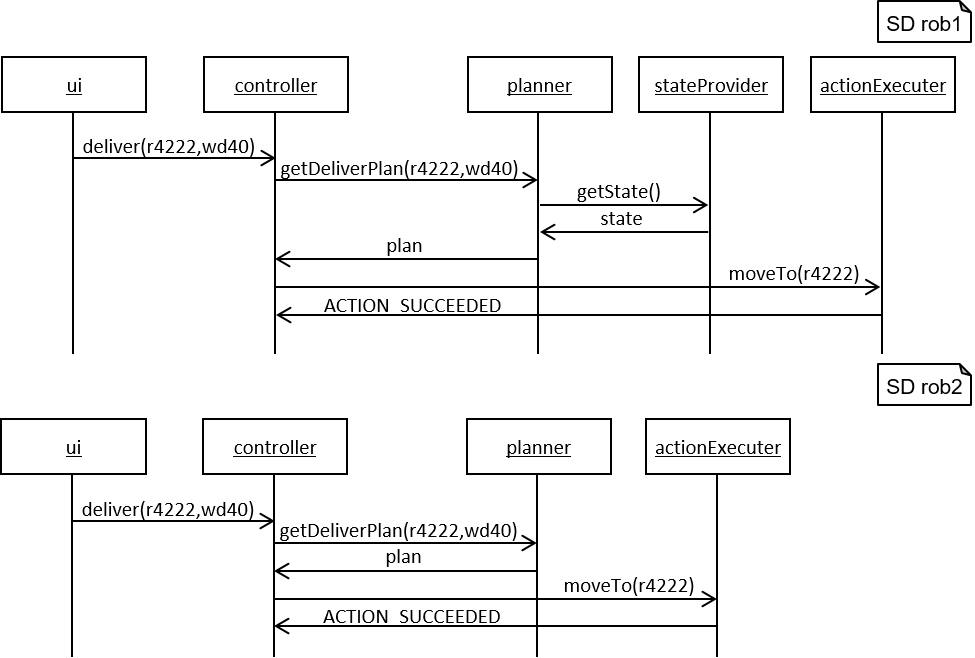 SD rob1
ui
controller
planner
stateProvider
actionExecuter
deliver(r4222,wd40)
getDeliverPlan(r4222,wd40)
getState()
state
plan
moveTo(r4222)
ACTION_SUCCEEDED
SD rob2
ui
controller
planner
actionExecuter
deliver(r4222,wd40)
getDeliverPlan(r4222,wd40)
plan
moveTo(r4222)
ACTION_SUCCEEDED